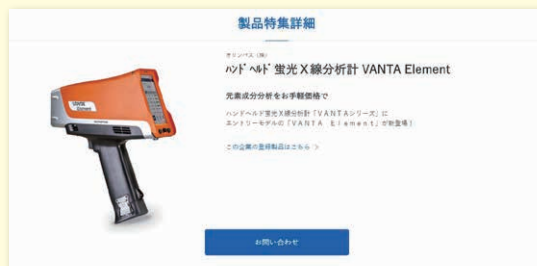 製品特集詳細
オリンパス（株）
ﾊﾝﾄﾞﾍﾙﾄﾞ蛍光Ｘ線分析計 VANTA Element
元素成分分析をお手軽価格で
ハンドヘルド蛍光Ｘ線分析計「ＶＡＮＴＡシリーズ」に
エントリーモデルの「ＶＡＮＴＡ　Ｅｌｅｍｅｎｔ」が新登場！
この企業の登録製品はこちら >
お問い合わせ
VANTA
Element